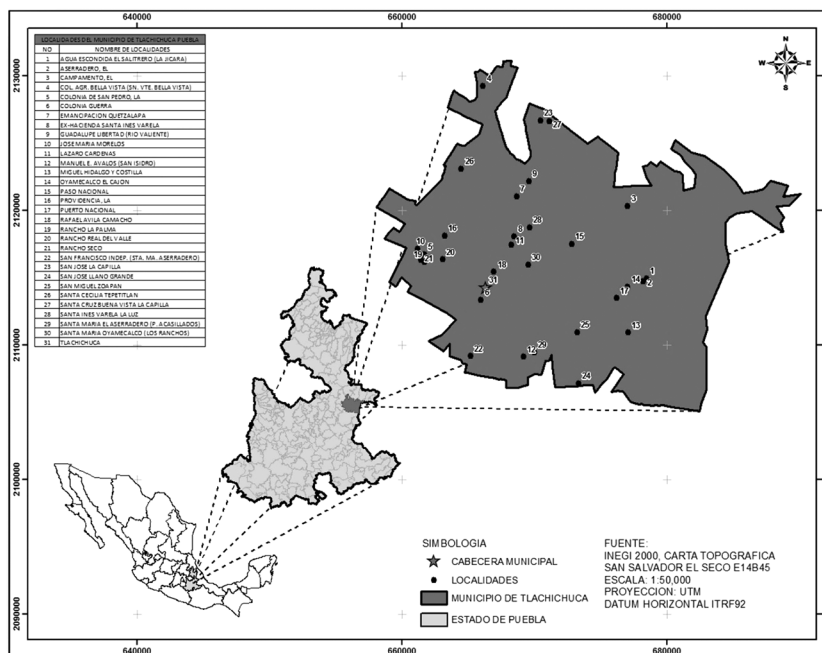 640000 660000 680000
LOCALIDADES DEL MUNICIPIO DE TLACHICHUCA PUEBLA
NO NOMBRE DE LOCALIDADES
1 AGUA ESCONDIDA EL SALITRERO (LA JICARA)
2 ASERRADERO, EL
3 CAMPAMENTO, EL
4 COL. AGR. BELLA VISTA (SN. VTE. BELLA VISTA)
5 COLONIA DE SAN PEDRO, LA
6 COLONIA GUERRA
7 EMANCIPACION QUETZALAPA
8 EX-HACIENDA SANTA INES VARELA
9 GUADALUPE LIBERTAD (RIO VALIENTE)
10 JOSE MARIA MORELOS
11 LAZARO CARDENAS
12 MANUEL E. AVALOS (SAN ISIDRO)
13 MIGUEL HIDALGO Y COSTILLA
14 OYAMECALCO EL CAJON
15 PASO NACIONAL
16 PROVIDENCIA, LA
17 PUERTO NACIONAL
18 RAFAEL AVILA CAMACHO
19 RANCHO LA PALMA
20 RANCHO REAL DEL VALLE
21 RANCHO SECO
22 SAN FRANCISCO INDEP. (STA. MA. ASERRADERO)
23 SAN JOSE LA CAPILLA
24 SAN JOSE LLANO GRANDE
25 SAN MIGUEL ZOAPAN
26 SANTA CECILIA TEPETITLAN
27 SANTA CRUZ BUENA VISTA LA CAPILLA
28 SANTA INES VARELA LA LUZ
29 SANTA MARIA EL ASERRADERO (P. ACASILLADOS)
30 SANTA MARIA OYAMECALCO (LOS RANCHOS)
31 TLACHICHUCA
N
W E
S
2130000
2120000
2110000
2100000
2090000
4
23
27
26
9
7
3
28
16
8
11
15
10
5
19
21
20
30
18
31
6
1
14
2
17
25
13
22
12
29
24
2130000
2120000
2110000
2100000
2090000
SIMBOLOGIA
CABECERA MUNICIPAL
LOCALIDADES
MUNICIPIO DE TLACHICHUCA
ESTADO DE PUEBLA
FUENTE:
INEGI 2000, CARTA TOPOGRAFICA
SAN SALVADOR EL SECO E14B45
ESCALA: 1:50,000
PROYECCION: UTM
DATUM HORIZONTAL ITRF92
640000 660000 680000